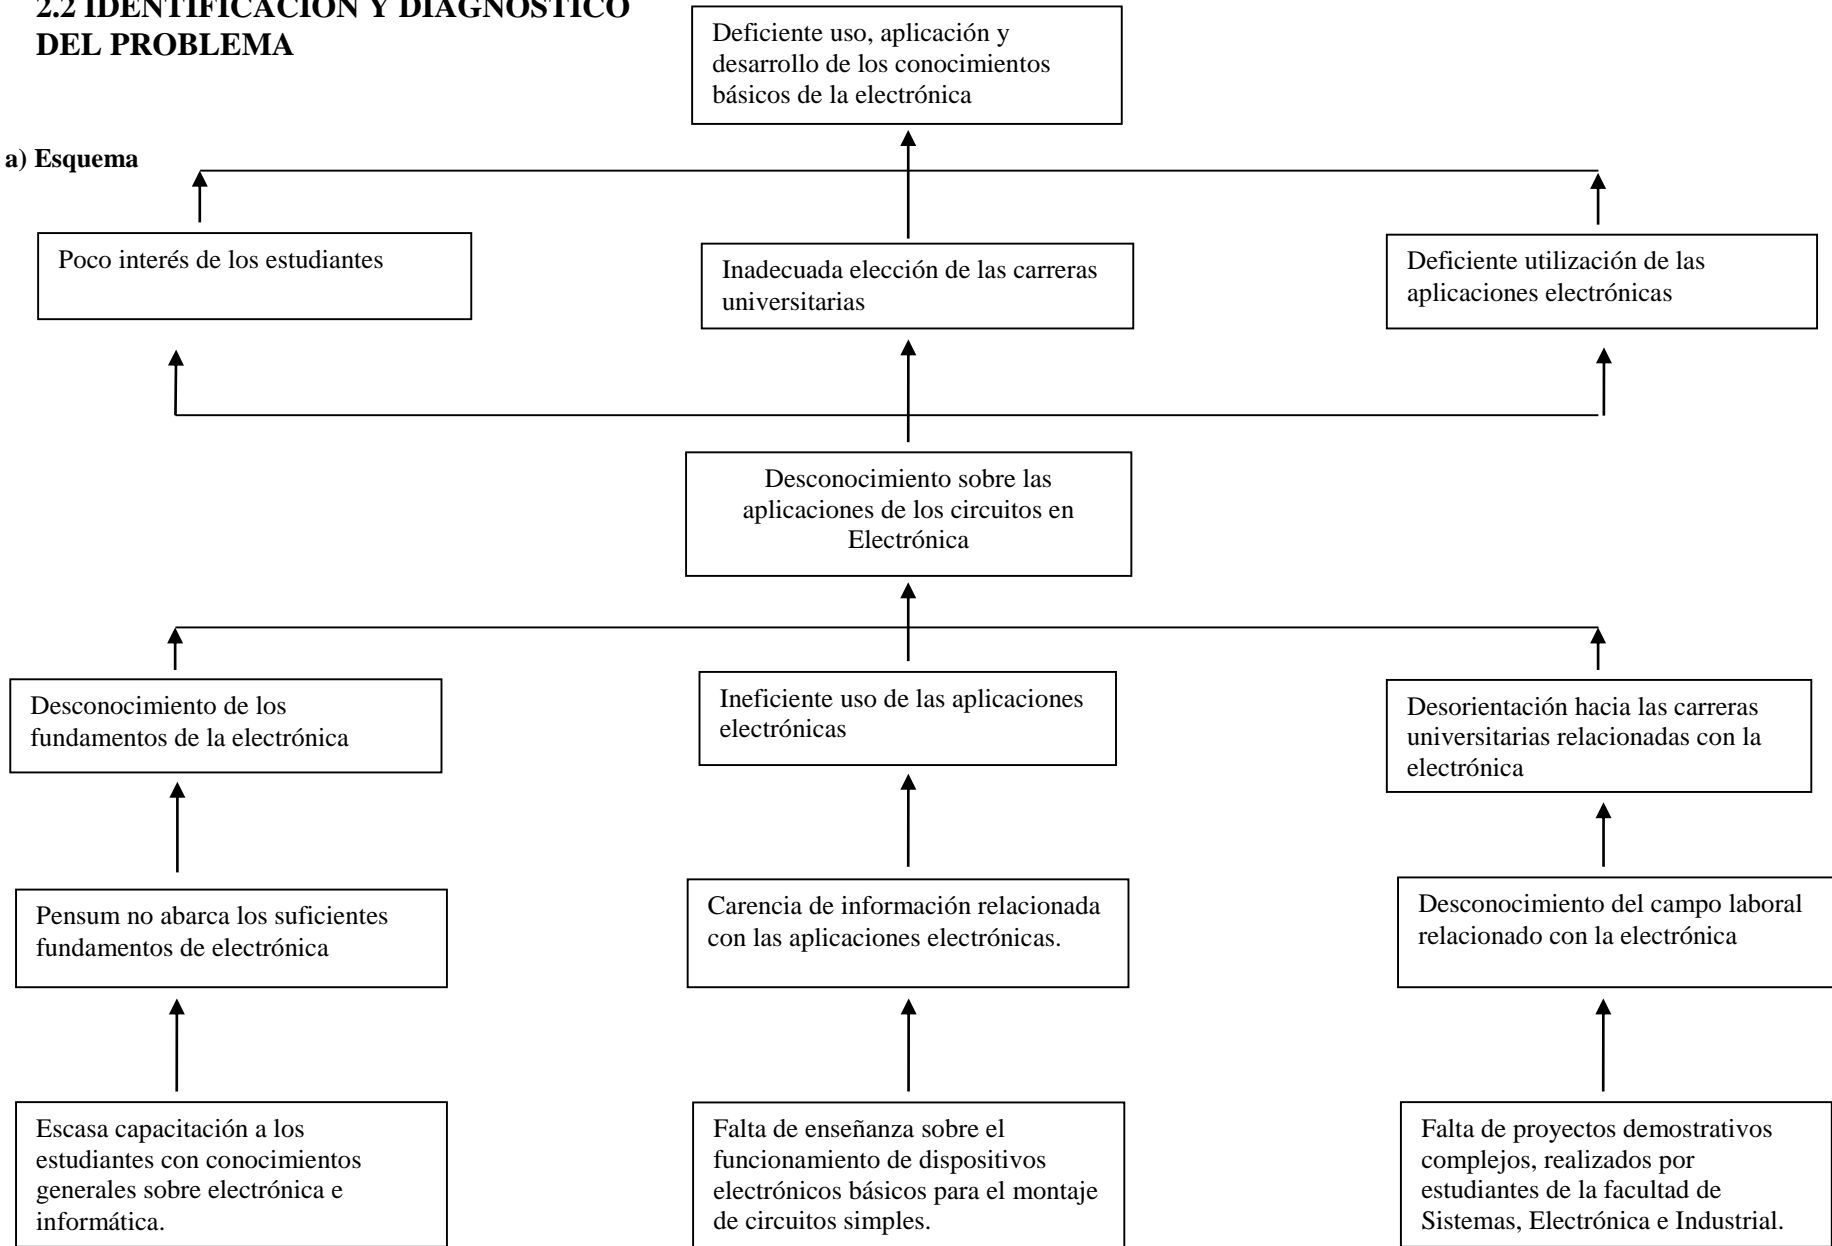 2.2 IDENTIFICACIÓN Y DIAGNÓSTICO
DEL PROBLEMA
Deficiente uso, aplicación y
desarrollo de los conocimientos
básicos de la electrónica
a) Esquema
Poco interés de los estudiantes
Inadecuada elección de las carreras
universitarias
Deficiente utilización de las
aplicaciones electrónicas
Desconocimiento sobre las
aplicaciones de los circuitos en
Electrónica
Desconocimiento de los
fundamentos de la electrónica
Ineficiente uso de las aplicaciones
electrónicas
Desorientación hacia las carreras
universitarias relacionadas con la
electrónica
Pensum no abarca los suficientes
fundamentos de electrónica
Carencia de información relacionada
con las aplicaciones electrónicas.
Desconocimiento del campo laboral
relacionado con la electrónica
Escasa capacitación a los
estudiantes con conocimientos
generales sobre electrónica e
informática.
Falta de enseñanza sobre el
funcionamiento de dispositivos
electrónicos básicos para el montaje
de circuitos simples.
Falta de proyectos demostrativos
complejos, realizados por
estudiantes de la facultad de
Sistemas, Electrónica e Industrial.